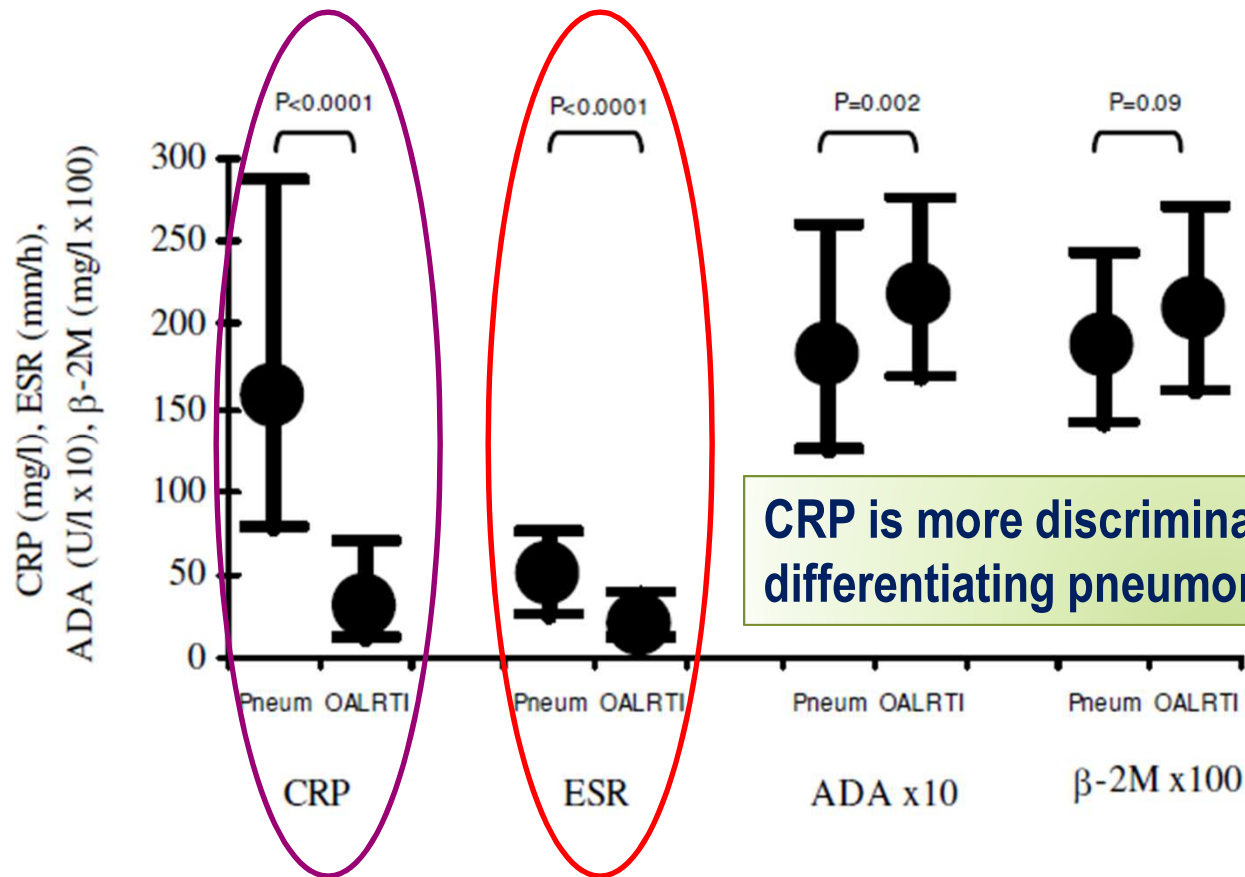 P<0.0001
P<0.0001
P=0.002
P=0.09
CRP (mg/l), ESR (mm/h),
ADA (U/l x 10), β-2M (mg/l x 100)
300
250
200
150
100
50
0
CRP is more
differentiating
Pneum OALRTI
Pneum OALRTI
Pneum OALRTI
Pneum OALRTI
CRP
ESR
ADA x10
β-2M x100